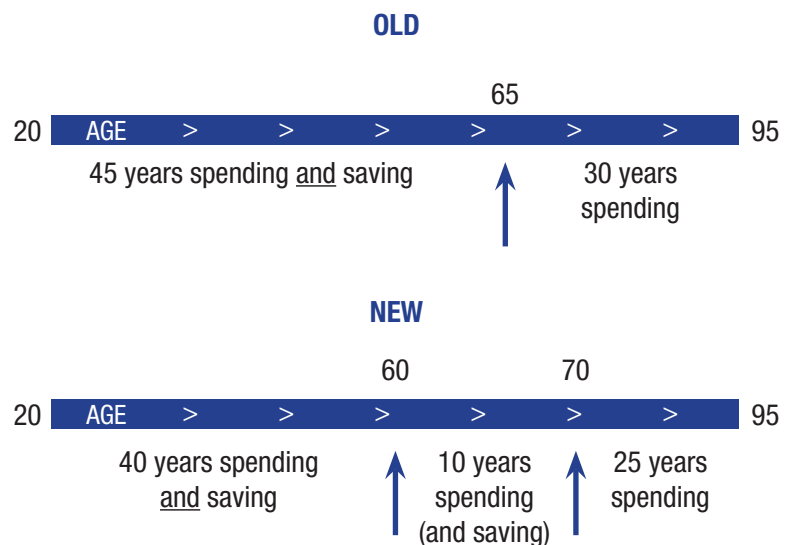 OLD
65
20 AGE > > > > > > 95
45 years spending and saving
30 years
spending
NEW
60 70
20 AGE > > > > > > 95
40 years spending
and saving
10 years
spending
(and saving)
25 years
spending